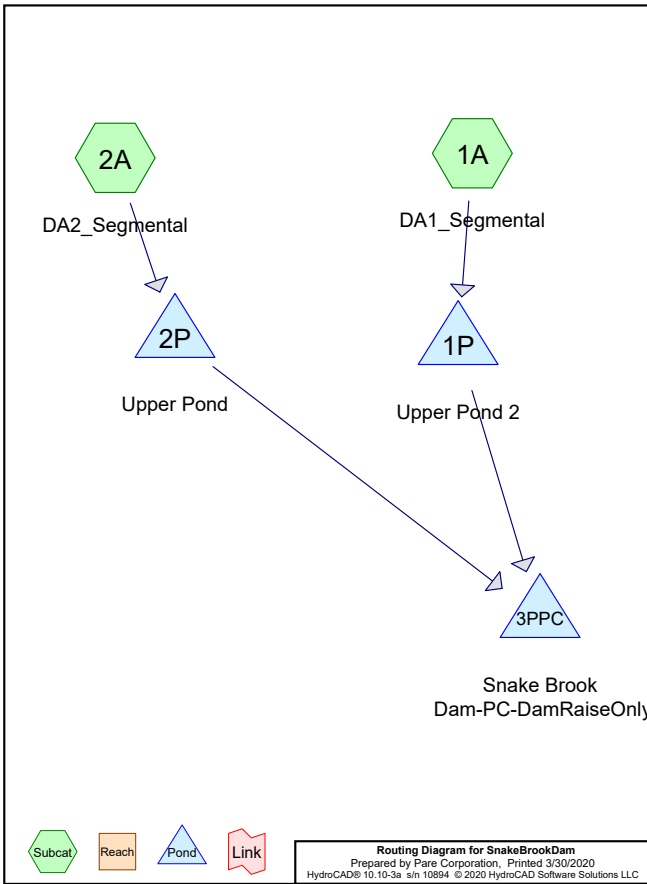 2A
1A
DA2_Segmental
DA1_Segmental
2P
1P
Upper Pond
Upper Pond 2
3PPC
Snake Brook
Dam-PC-DamRaiseOnly
Subcat
Reach
Pond
Link
Routing Diagram for SnakeBrookDam
Prepared by Pare Corporation, Printed 3/30/2020
HydroCAD® 10.10-3a s/n 10894 © 2020 HydroCAD Software Solutions LLC